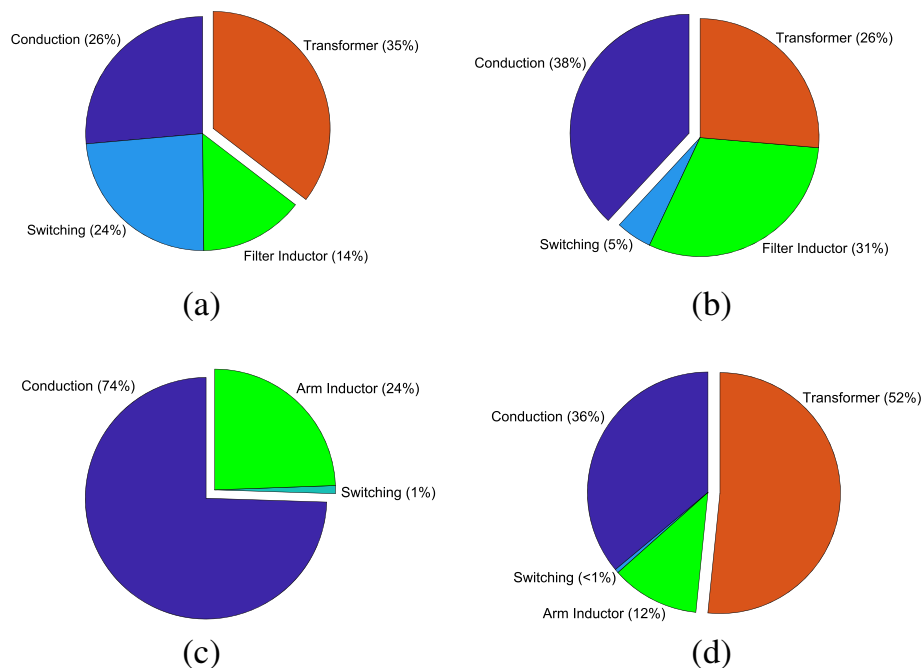 Conduction (26%)
Transformer (35%)
Switching (24%)
Filter Inductor (14%)
(a)
Conduction (38%)
Transformer (26%)
Switching (5%)
Filter Inductor (31%)
(b)
Conduction (74%)
Arm Inductor (24%)
Switching (1%)
(c)
Conduction (36%)
Transformer (52%)
Switching (<1%)
Arm Inductor (12%)
(d)